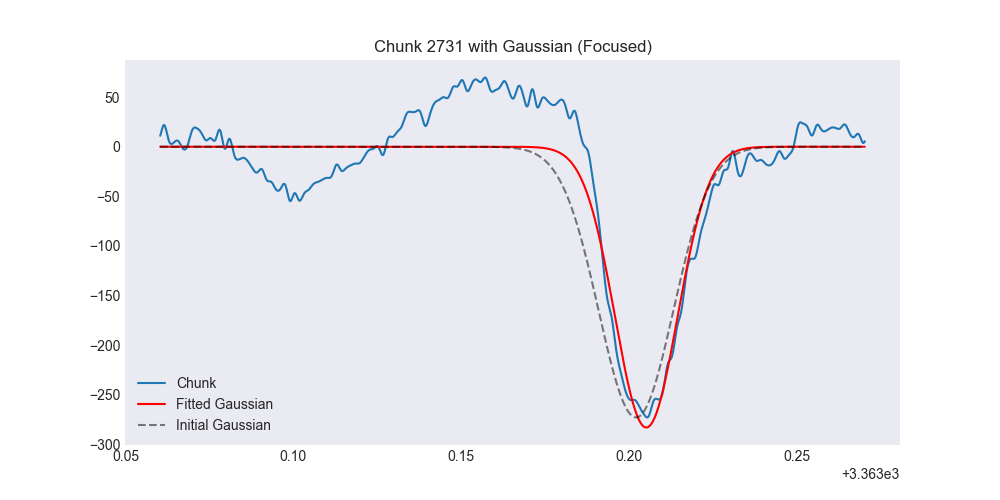 Chunk 2731 with Gaussian (Focused)
50
0
−50
−100
−150
−200
−250
−300
Chunk
Fitted Gaussian
Initial Gaussian
0.05 0.10 0.15 0.20 0.25
+3.363e3